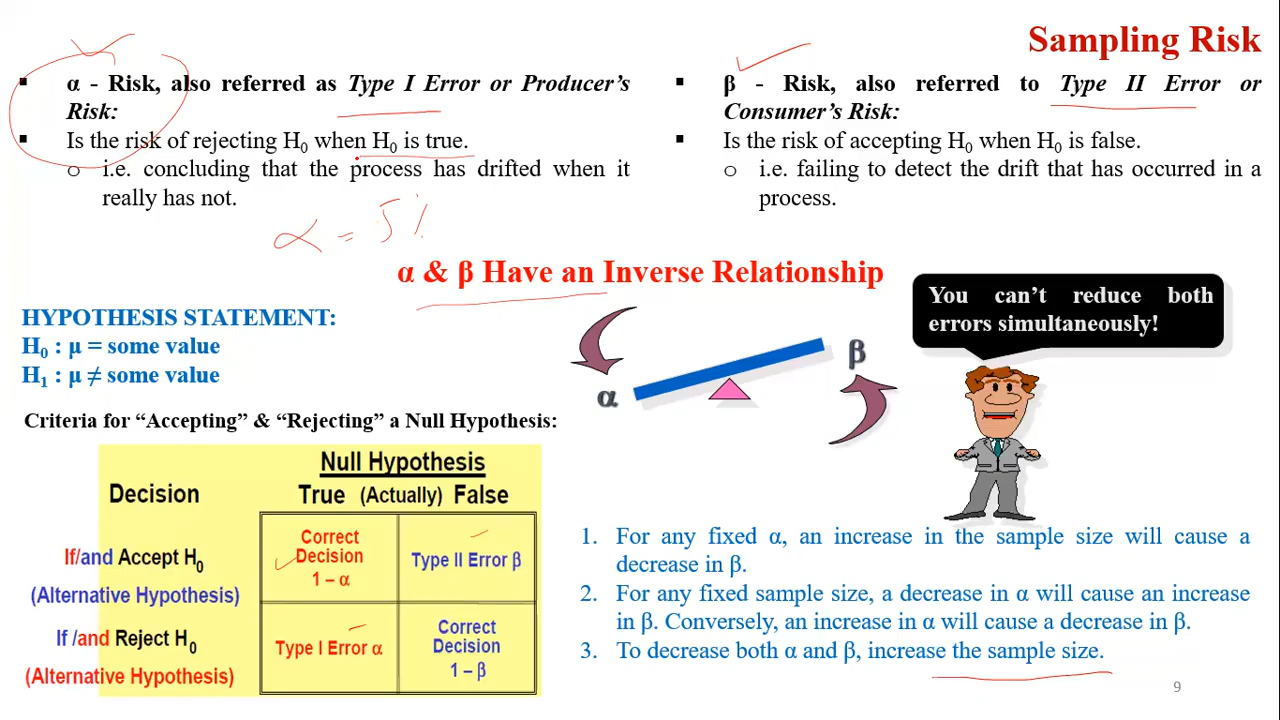 Sampling Risk
▪ α - Risk, also referred as Type I Error or Producer’s
Risk:
▪ Is the risk of rejecting H₀ when H₀ is true.
o i.e. concluding that the process has drifted when it
really has not.
α = 5%
▪ β - Risk, also referred to Type II Error or
Consumer’s Risk:
▪ Is the risk of accepting H₀ when H₀ is false.
o i.e. failing to detect the drift that has occurred in a
process.
α & β Have an Inverse Relationship
HYPOTHESIS STATEMENT:
H₀ : μ = some value
H₁ : μ ≠ some value
α
β
You can’t reduce both
errors simultaneously!
Criteria for “Accepting” & “Rejecting” a Null Hypothesis:
Null Hypothesis
Decision
True (Actually) False
If/and Accept H₀
(Alternative Hypothesis)
Correct
Decision
1 – α
Type II Error β
If /and Reject H₀
(Alternative Hypothesis)
Type I Error α
Correct
Decision
1 – β
1. For any fixed α, an increase in the sample size will cause a
decrease in β.
2. For any fixed sample size, a decrease in α will cause an increase
in β. Conversely, an increase in α will cause a decrease in β.
3. To decrease both α and β, increase the sample size.
9